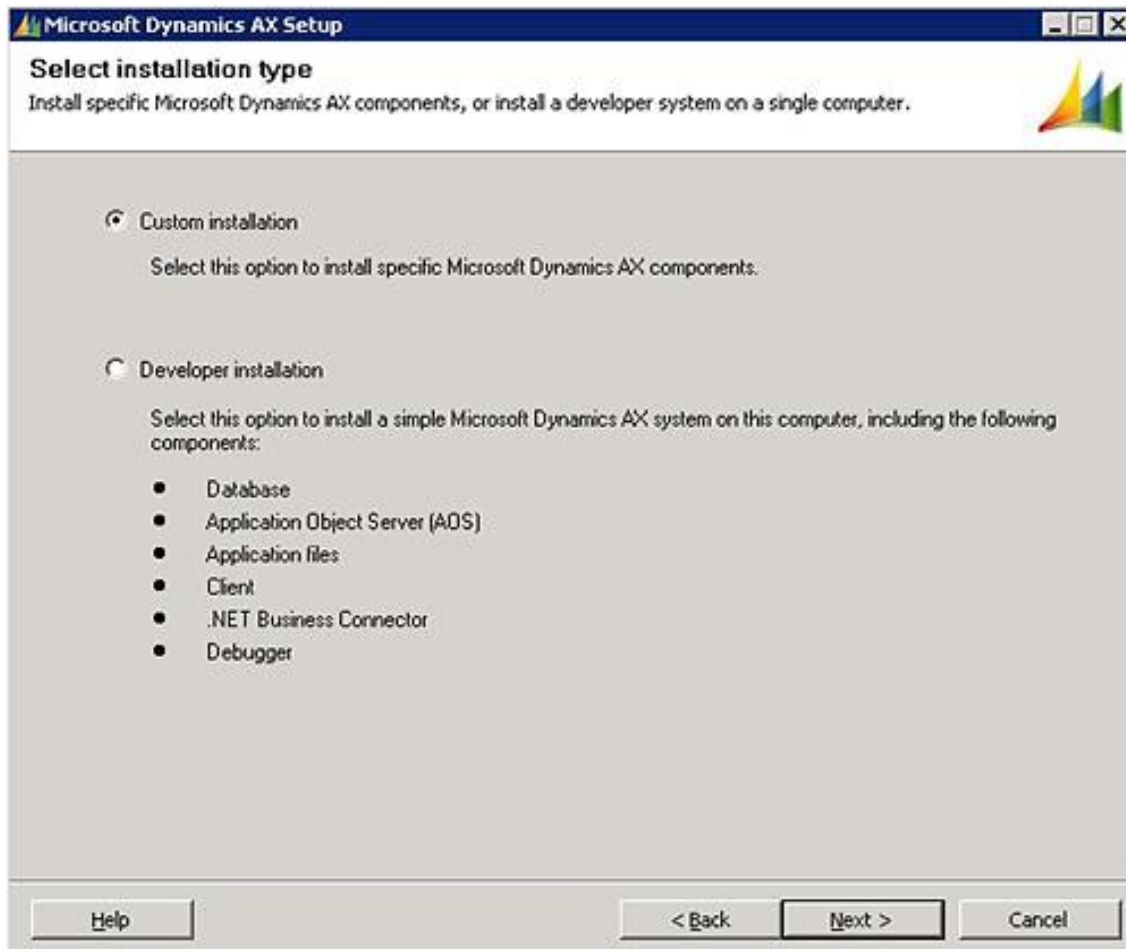 Microsoft Dynamics AX Setup
Select installation type
Install specific Microsoft Dynamics AX components, or install a developer system on a single computer.
Custom installation
Select this option to install specific Microsoft Dynamics AX components.
Developer installation
Select this option to install a simple Microsoft Dynamics AX system on this computer, including the following
components:
● Database
● Application Object Server (AOS)
● Application files
● Client
● .NET Business Connector
● Debugger
Help
< Back
Next >
Cancel